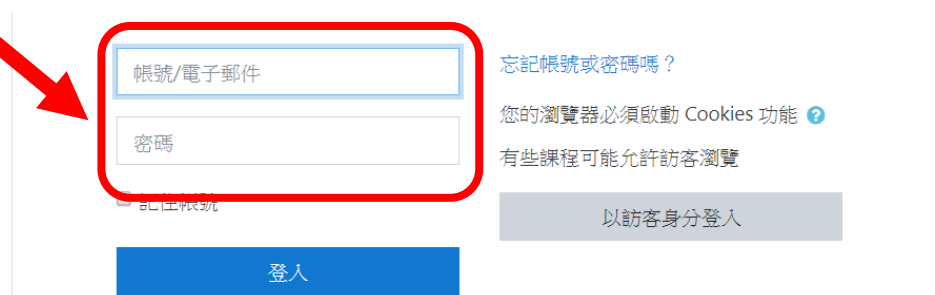 帳號/電子郵件
密碼
記住帳號
登入
忘記帳號或密碼嗎？
您的瀏覽器必須啟動 Cookies 功能
有些課程可能允許訪客瀏覽
以訪客身分登入